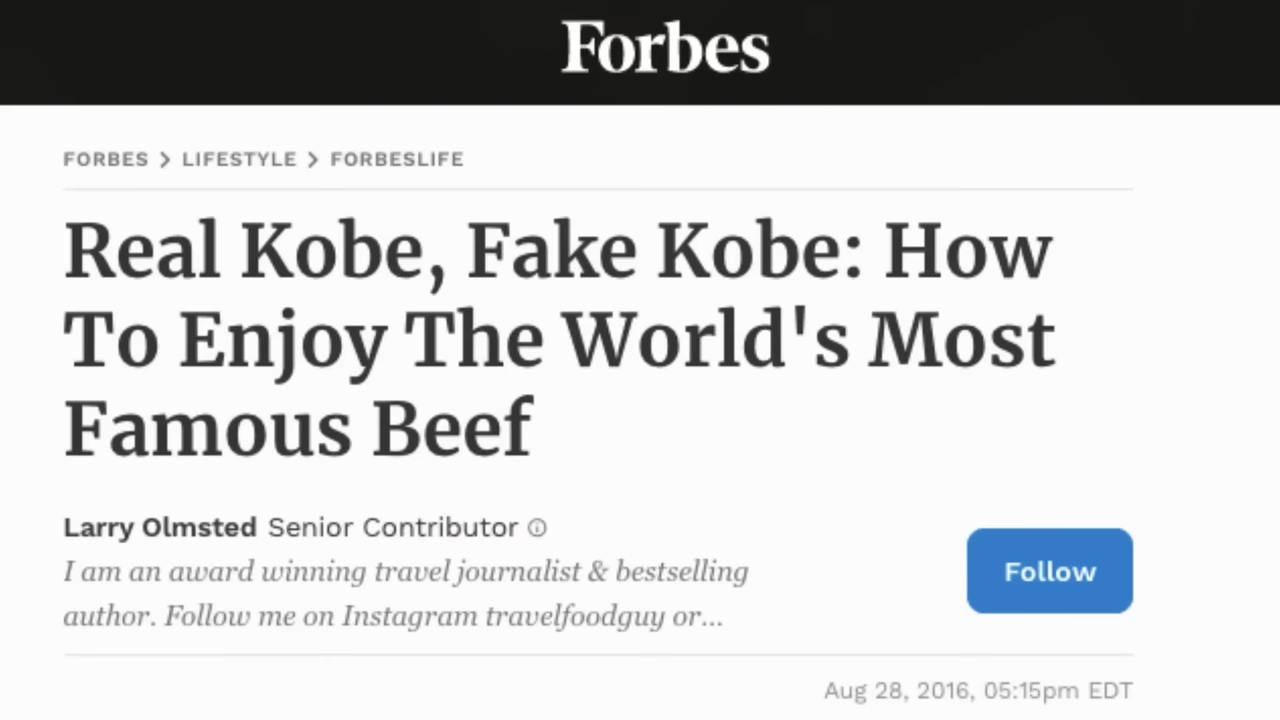 Forbes
FORBES > LIFESTYLE > FORBESLIFE
Real Kobe, Fake Kobe: How
To Enjoy The World's Most
Famous Beef
Larry Olmsted Senior Contributor ⓘ
I am an award winning travel journalist & bestselling
author. Follow me on Instagram travelfoodguy or...
Follow
Aug 28, 2016, 05:15pm EDT